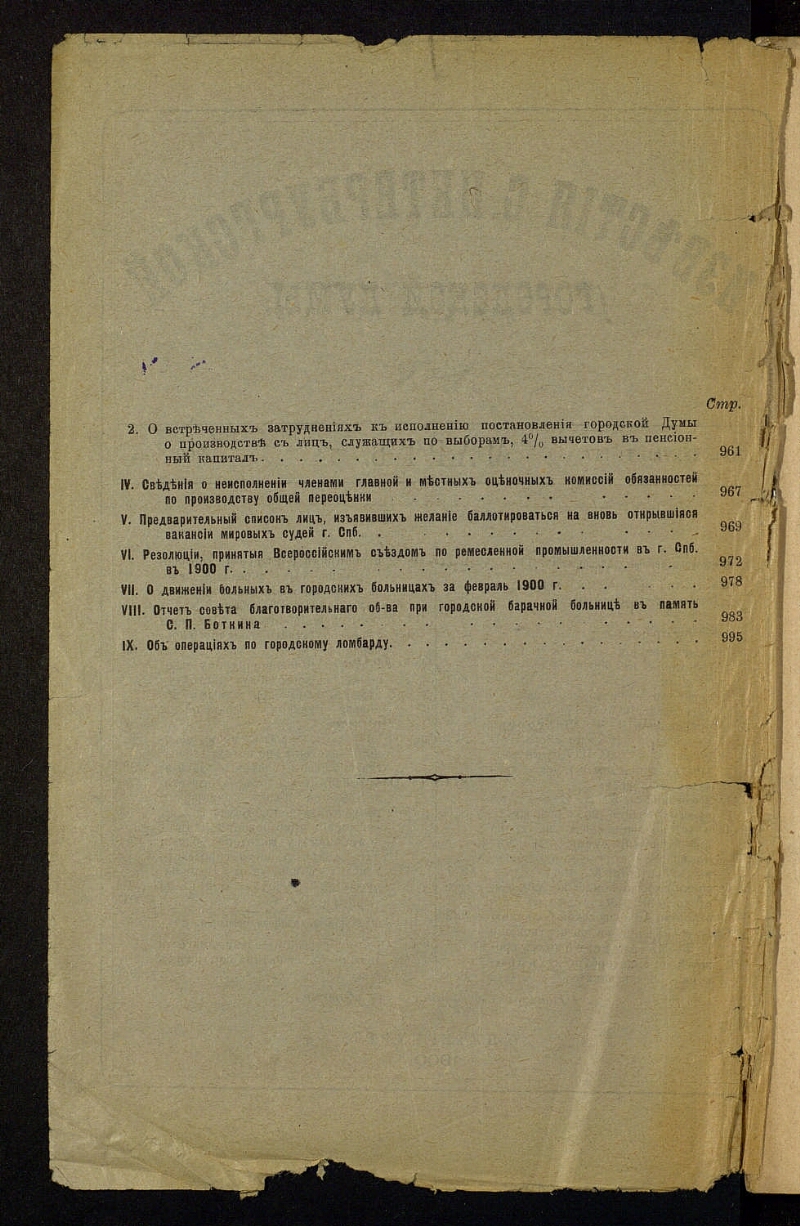 Стр.
2. О встрѣченныхъ затрудненіяхъ къ исполненію постановленія городской Думы
о производствѣ съ лицъ, служащихъ по выборамъ, 4% вычетовъ въ пенсіон-
ный капиталъ. . . . . . . . . . . . . . . . . . . . . . . . 961
IV. Свѣдѣнія о неисполненіи членами главной и мѣстныхъ оцѣночныхъ комиссій обязанностей
по производству общей переоцѣнки . . . . . . . . . . . . 967
V. Предварительный списокъ лицъ, изъявившихъ желаніе баллотироваться на вновь открывшіяся
вакансіи мировыхъ судей г. Спб. . . . . . . . . . . . . . 969
VI. Резолюціи, принятыя Всероссійскимъ съѣздомъ по ремесленной промышленности въ г. Спб.
въ 1900 г. . . . . . . . . . . . . . . . . . . . . . 972
VII. О движеніи больныхъ въ городскихъ больницахъ за февраль 1900 г. . . . . . . 978
VIII. Отчетъ совѣта благотворительнаго об-ва при городской барачной больницѣ въ память
С. П. Боткина . . . . . . . . . . . . . . . . . . 983
IX. Объ операціяхъ по городскому ломбарду. . . . . . . . . . . . . . . . 995